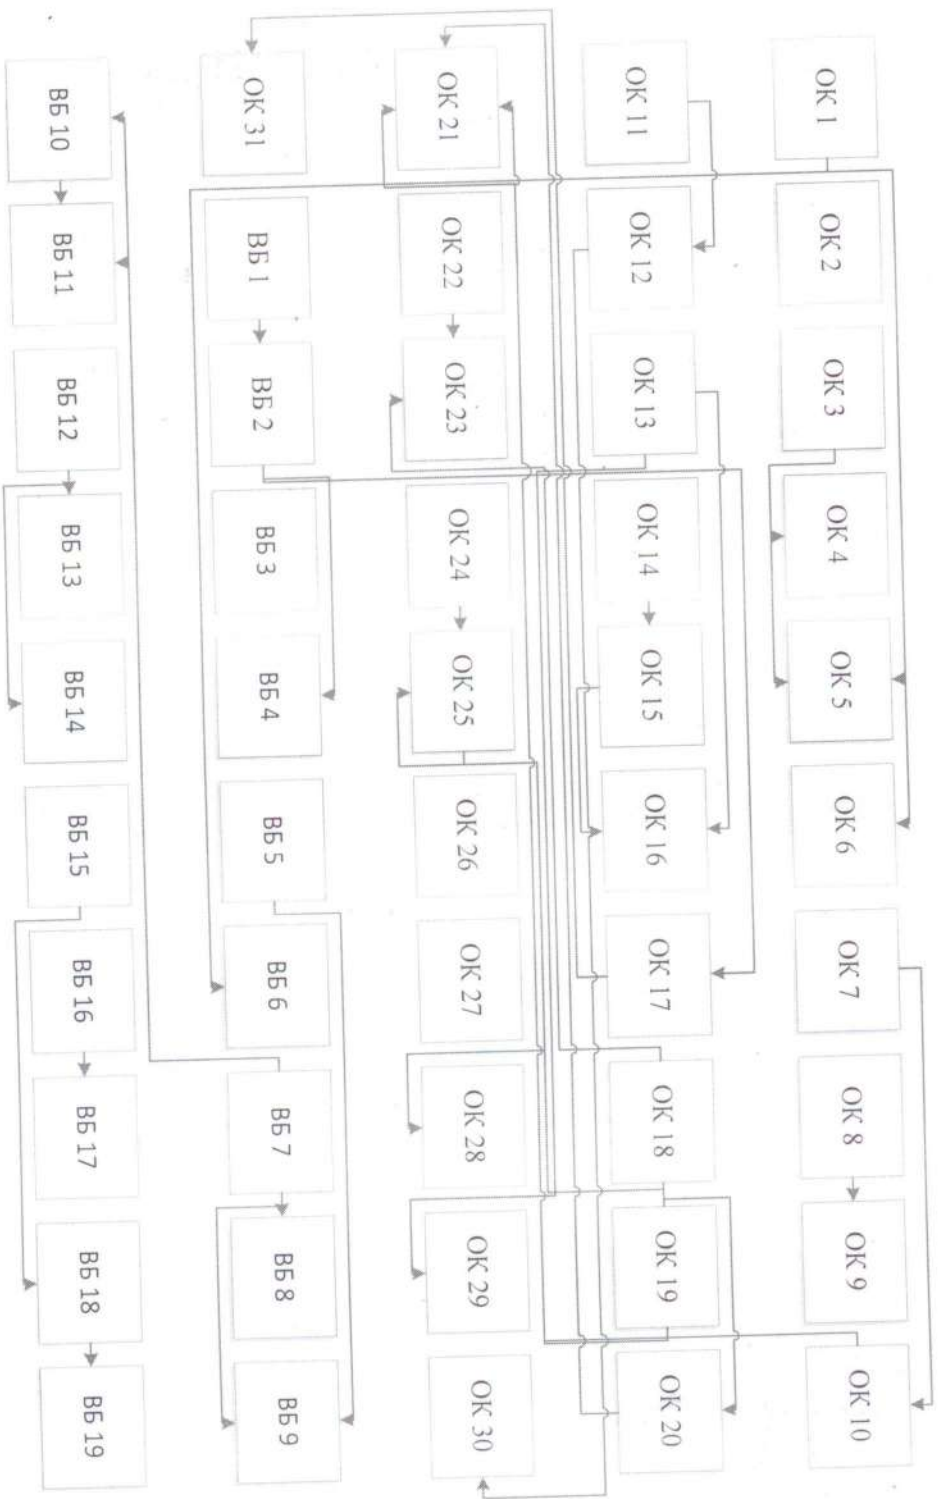 ОК 1
ОК 2
ОК 3
ОК 4
ОК 5
ОК 6
ОК 7
ОК 8
ОК 9
ОК 10
ОК 11
ОК 12
ОК 13
ОК 14
ОК 15
ОК 16
ОК 17
ОК 18
ОК 19
ОК 20
ОК 21
ОК 22
ОК 23
ОК 24
ОК 25
ОК 26
ОК 27
ОК 28
ОК 29
ОК 30
ОК 31
ВБ 1
ВБ 2
ВБ 3
ВБ 4
ВБ 5
ВБ 6
ВБ 7
ВБ 8
ВБ 9
ВБ 10
ВБ 11
ВБ 12
ВБ 13
ВБ 14
ВБ 15
ВБ 16
ВБ 17
ВБ 18
ВБ 19